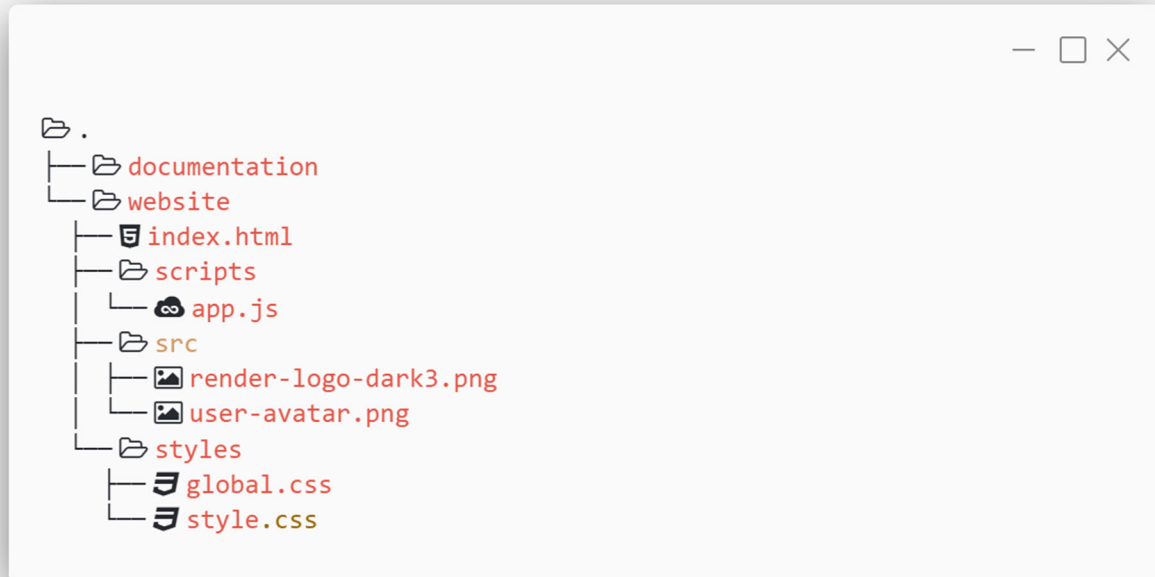 .
documentation
website
index.html
scripts
app.js
src
render-logo-dark3.png
user-avatar.png
styles
global.css
style.css